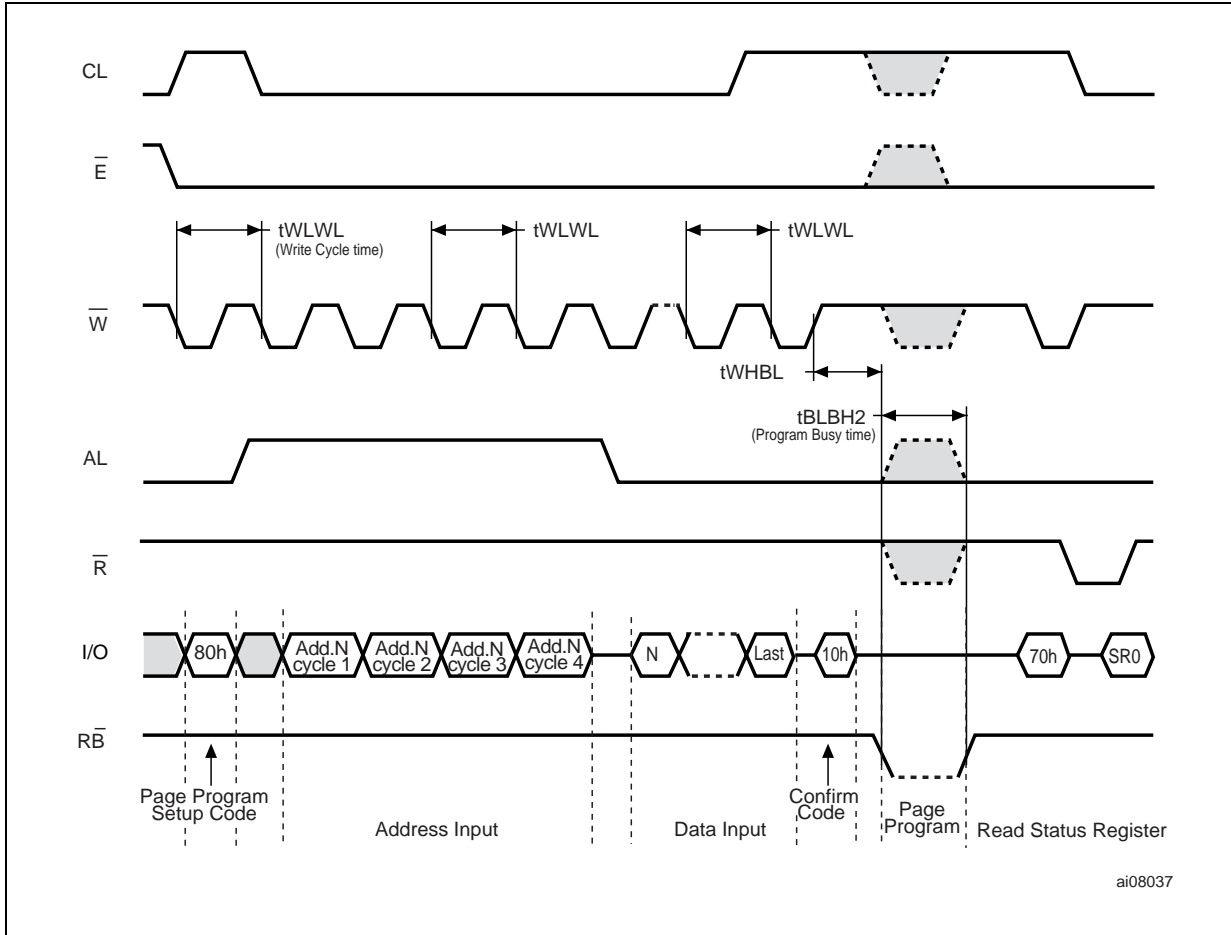 CL
E̅
tWLWL
(Write Cycle time)
tWLWL
tWLWL
W̅
tWHBL
tBLBH2
(Program Busy time)
AL
R̅
I/O
80h
Add.N
cycle 1
Add.N
cycle 2
Add.N
cycle 3
Add.N
cycle 4
N
Last
10h
70h
SR0
RB̅
Page Program
Setup Code
Address Input
Data Input
Confirm
Code
Page
Program
Read Status Register
ai08037